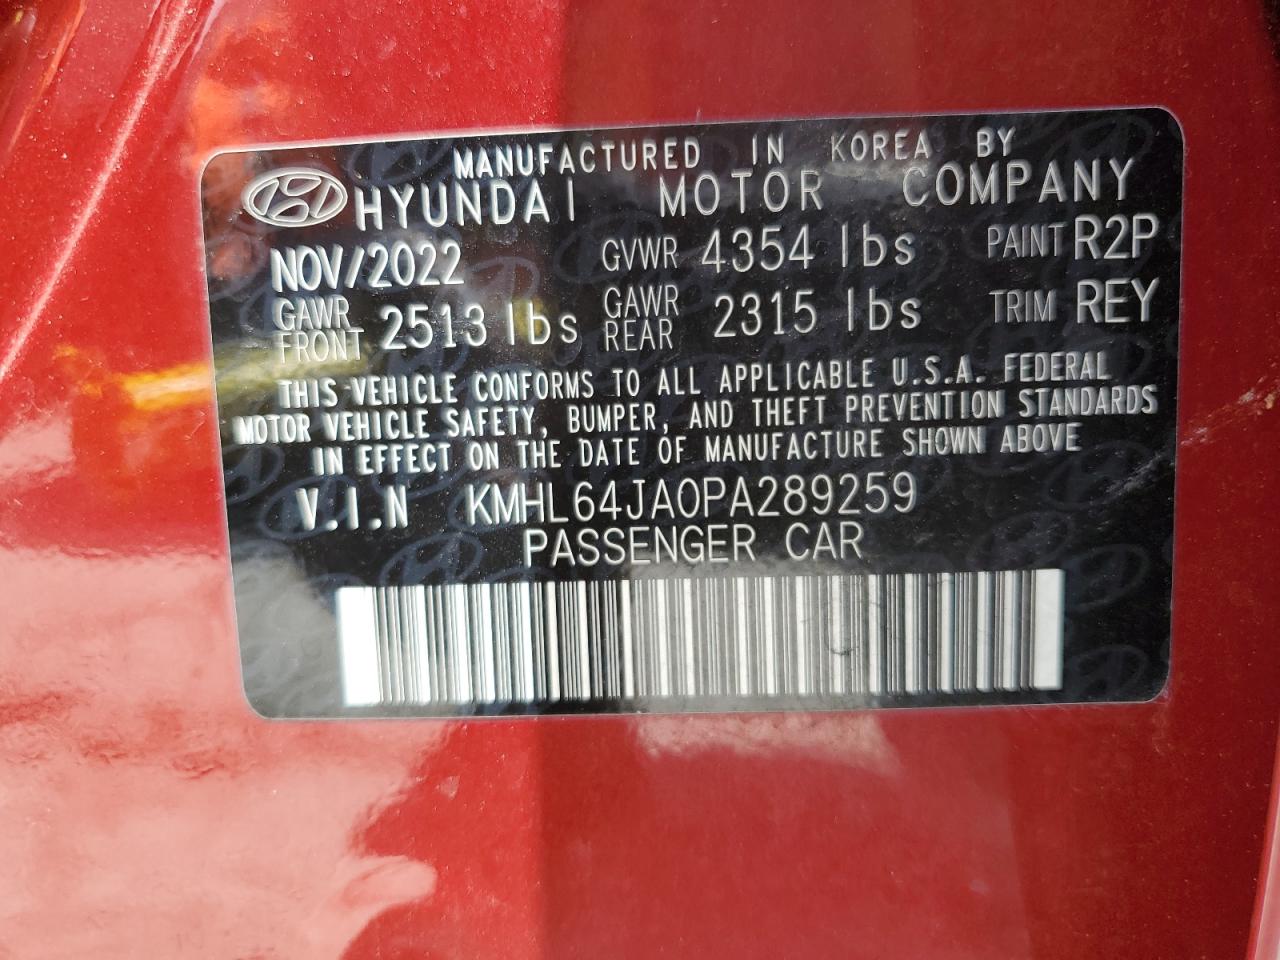 MANUFACTURED IN KOREA BY
HYUNDAI MOTOR COMPANY
NOV/2022 GVWR 4354 lbs PAINT R2P
GAWR FRONT 2513 lbs GAWR REAR 2315 lbs TRIM REY
THIS VEHICLE CONFORMS TO ALL APPLICABLE U.S.A. FEDERAL
MOTOR VEHICLE SAFETY, BUMPER, AND THEFT PREVENTION STANDARDS
IN EFFECT ON THE DATE OF MANUFACTURE SHOWN ABOVE
V.I.N KMHL64JA0PA289259
PASSENGER CAR